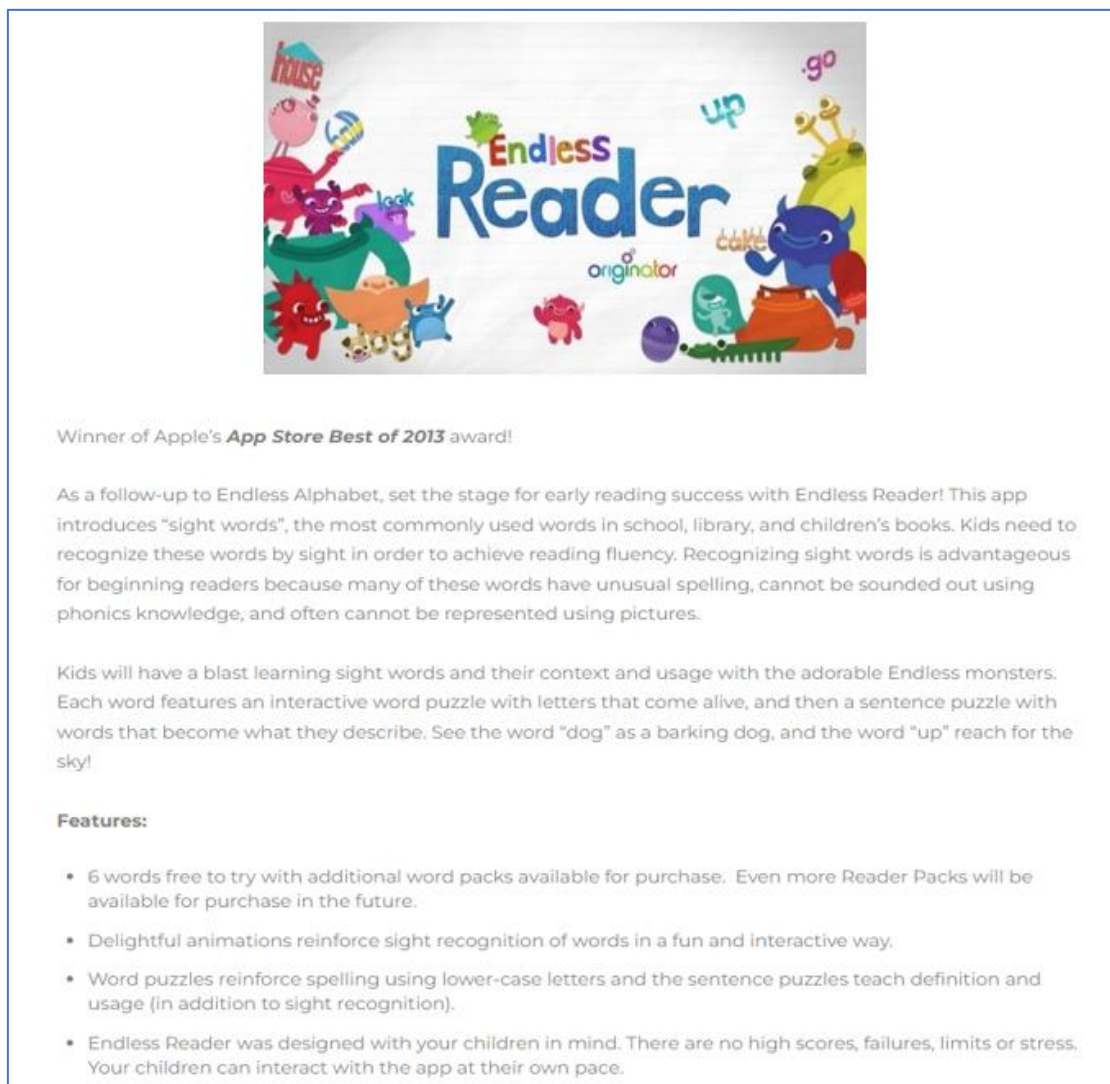 house
go
up
ball
Endless
look
Reader
cake
originator
dog
Winner of Apple’s App Store Best of 2013 award!
As a follow-up to Endless Alphabet, set the stage for early reading success with Endless Reader! This app
introduces “sight words”, the most commonly used words in school, library, and children’s books. Kids need to
recognize these words by sight in order to achieve reading fluency. Recognizing sight words is advantageous
for beginning readers because many of these words have unusual spelling, cannot be sounded out using
phonics knowledge, and often cannot be represented using pictures.
Kids will have a blast learning sight words and their context and usage with the adorable Endless monsters.
Each word features an interactive word puzzle with letters that come alive, and then a sentence puzzle with
words that become what they describe. See the word “dog” as a barking dog, and the word “up” reach for the
sky!
Features:
• 6 words free to try with additional word packs available for purchase.  Even more Reader Packs will be
available for purchase in the future.
• Delightful animations reinforce sight recognition of words in a fun and interactive way.
• Word puzzles reinforce spelling using lower-case letters and the sentence puzzles teach definition and
usage (in addition to sight recognition).
• Endless Reader was designed with your children in mind. There are no high scores, failures, limits or stress.
Your children can interact with the app at their own pace.